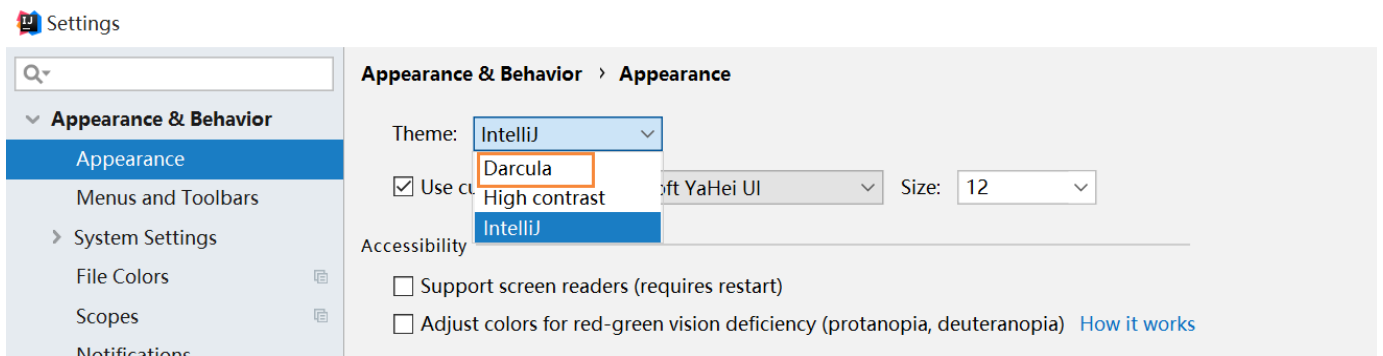 Settings
Appearance & Behavior › Appearance
Appearance & Behavior
Appearance
Menus and Toolbars
System Settings
File Colors
Scopes
Notifications
Theme: IntelliJ
Darcula
High contrast
IntelliJ
Use YaHei UI Size: 12
Accessibility
Support screen readers (requires restart)
Adjust colors for red-green vision deficiency (protanopia, deuteranopia) How it works